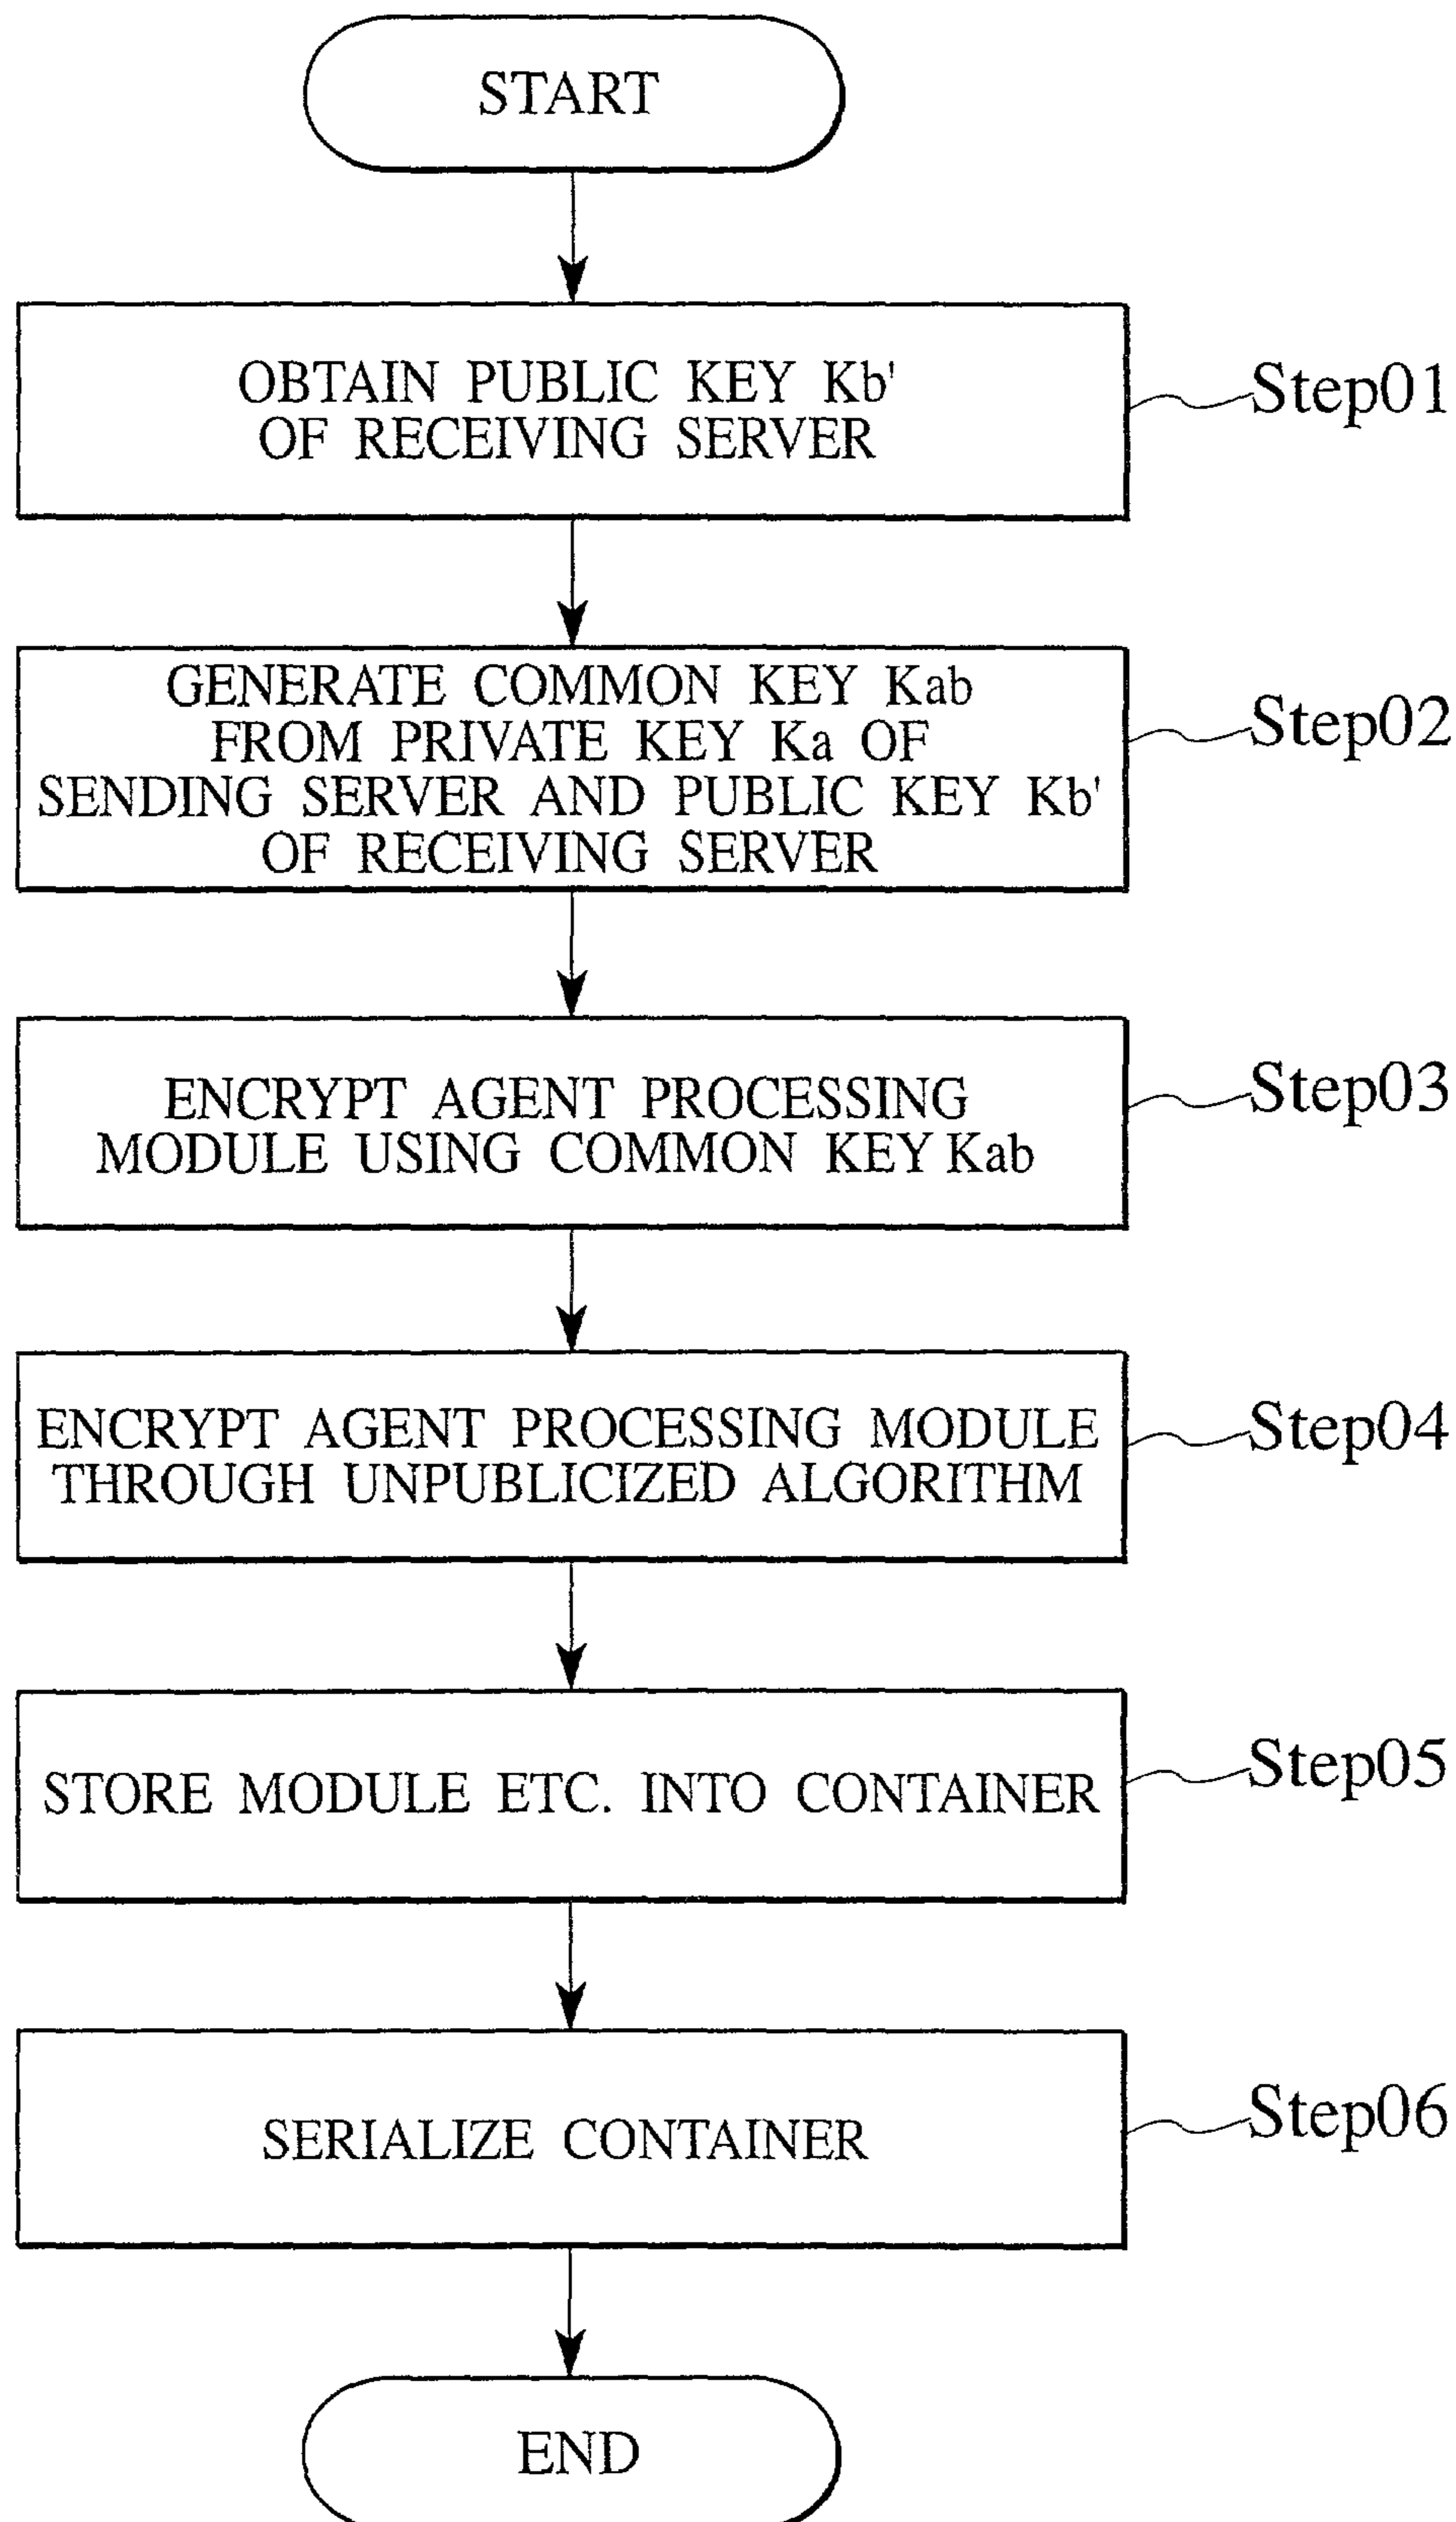 START
OBTAIN PUBLIC KEY Kb'
OF RECEIVING SERVER
Step01
GENERATE COMMON KEY Kab
FROM PRIVATE KEY Ka OF
SENDING SERVER AND PUBLIC KEY Kb'
OF RECEIVING SERVER
Step02
ENCRYPT AGENT PROCESSING
MODULE USING COMMON KEY Kab
Step03
ENCRYPT AGENT PROCESSING MODULE
THROUGH UNPUBLICIZED ALGORITHM
Step04
STORE MODULE ETC. INTO CONTAINER
Step05
SERIALIZE CONTAINER
Step06
END